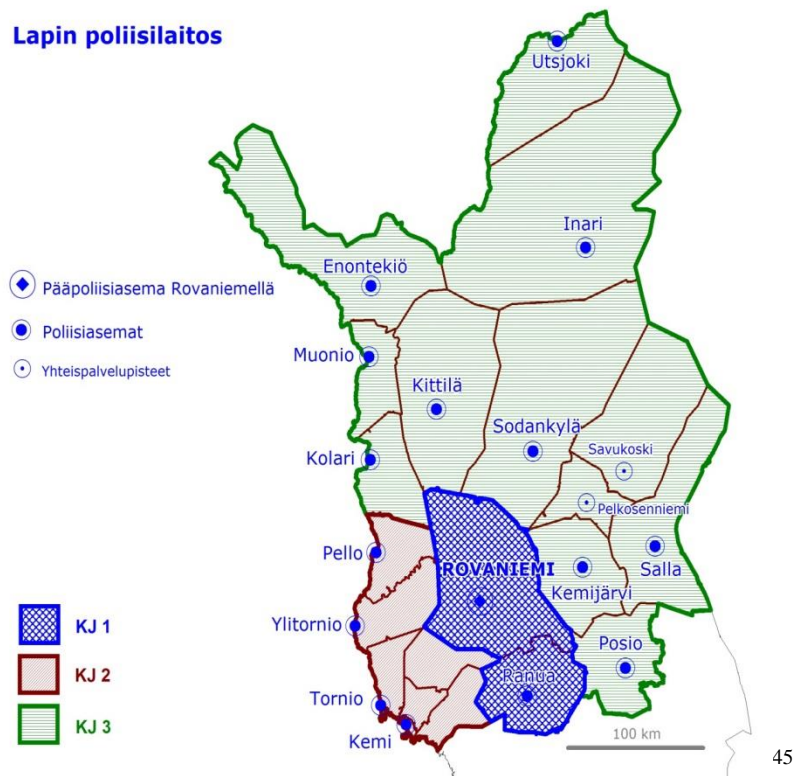 Lapin poliisilaitos
Utsjoki
Inari
Enontekiö
Pääpoliisiasema Rovaniemellä
Poliisiasemat
Yhteispalvelupisteet
Muonio
Kittilä
Sodankylä
Kolari
Savukoski
Pelkosenniemi
Pello
ROVANIEMI
Kemijärvi
Salla
Ylitornio
Posio
Ranua
Tornio
Kemi
KJ 1
KJ 2
KJ 3
100 km
45